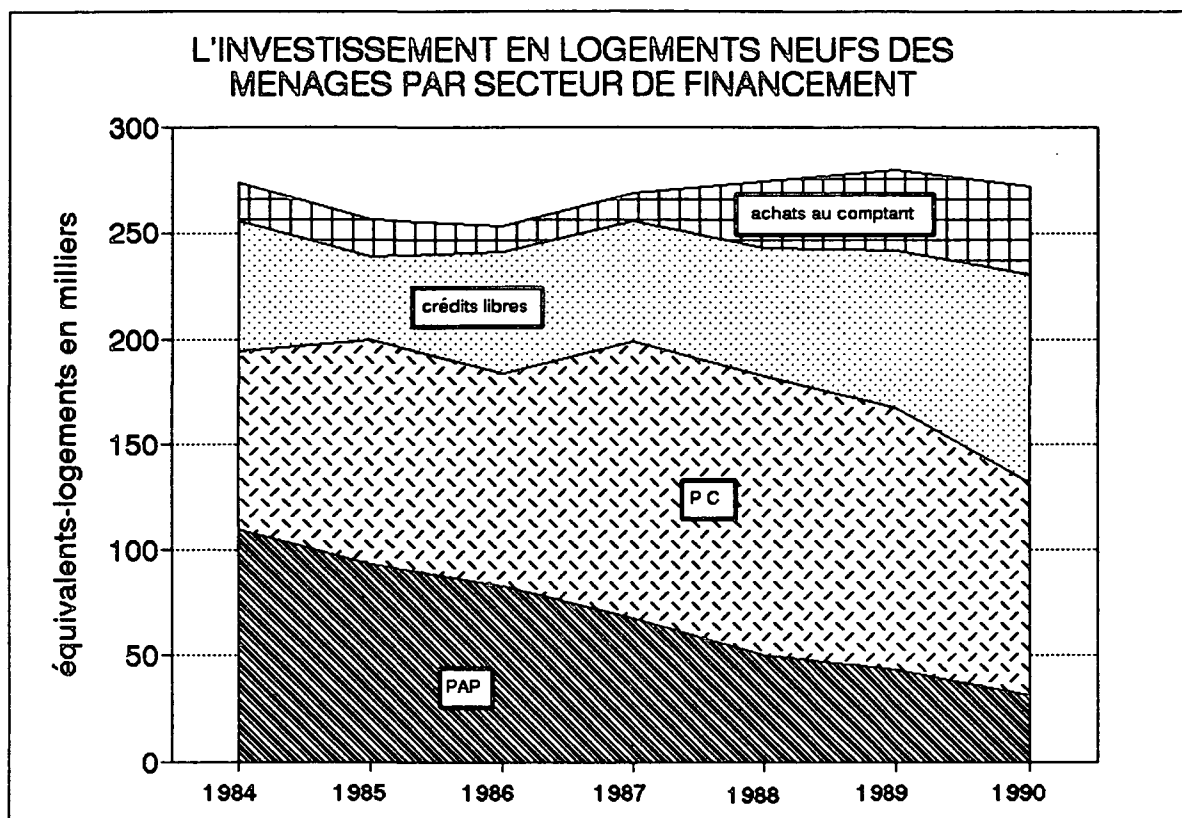 L'INVESTISSEMENT EN LOGEMENTS NEUFS DES
MENAGES PAR SECTEUR DE FINANCEMENT
équivalents-logements en milliers
300
250
200
150
100
50
0
achats au comptant
crédits libres
P C
PAP
1984 1985 1986 1987 1988 1989 1990